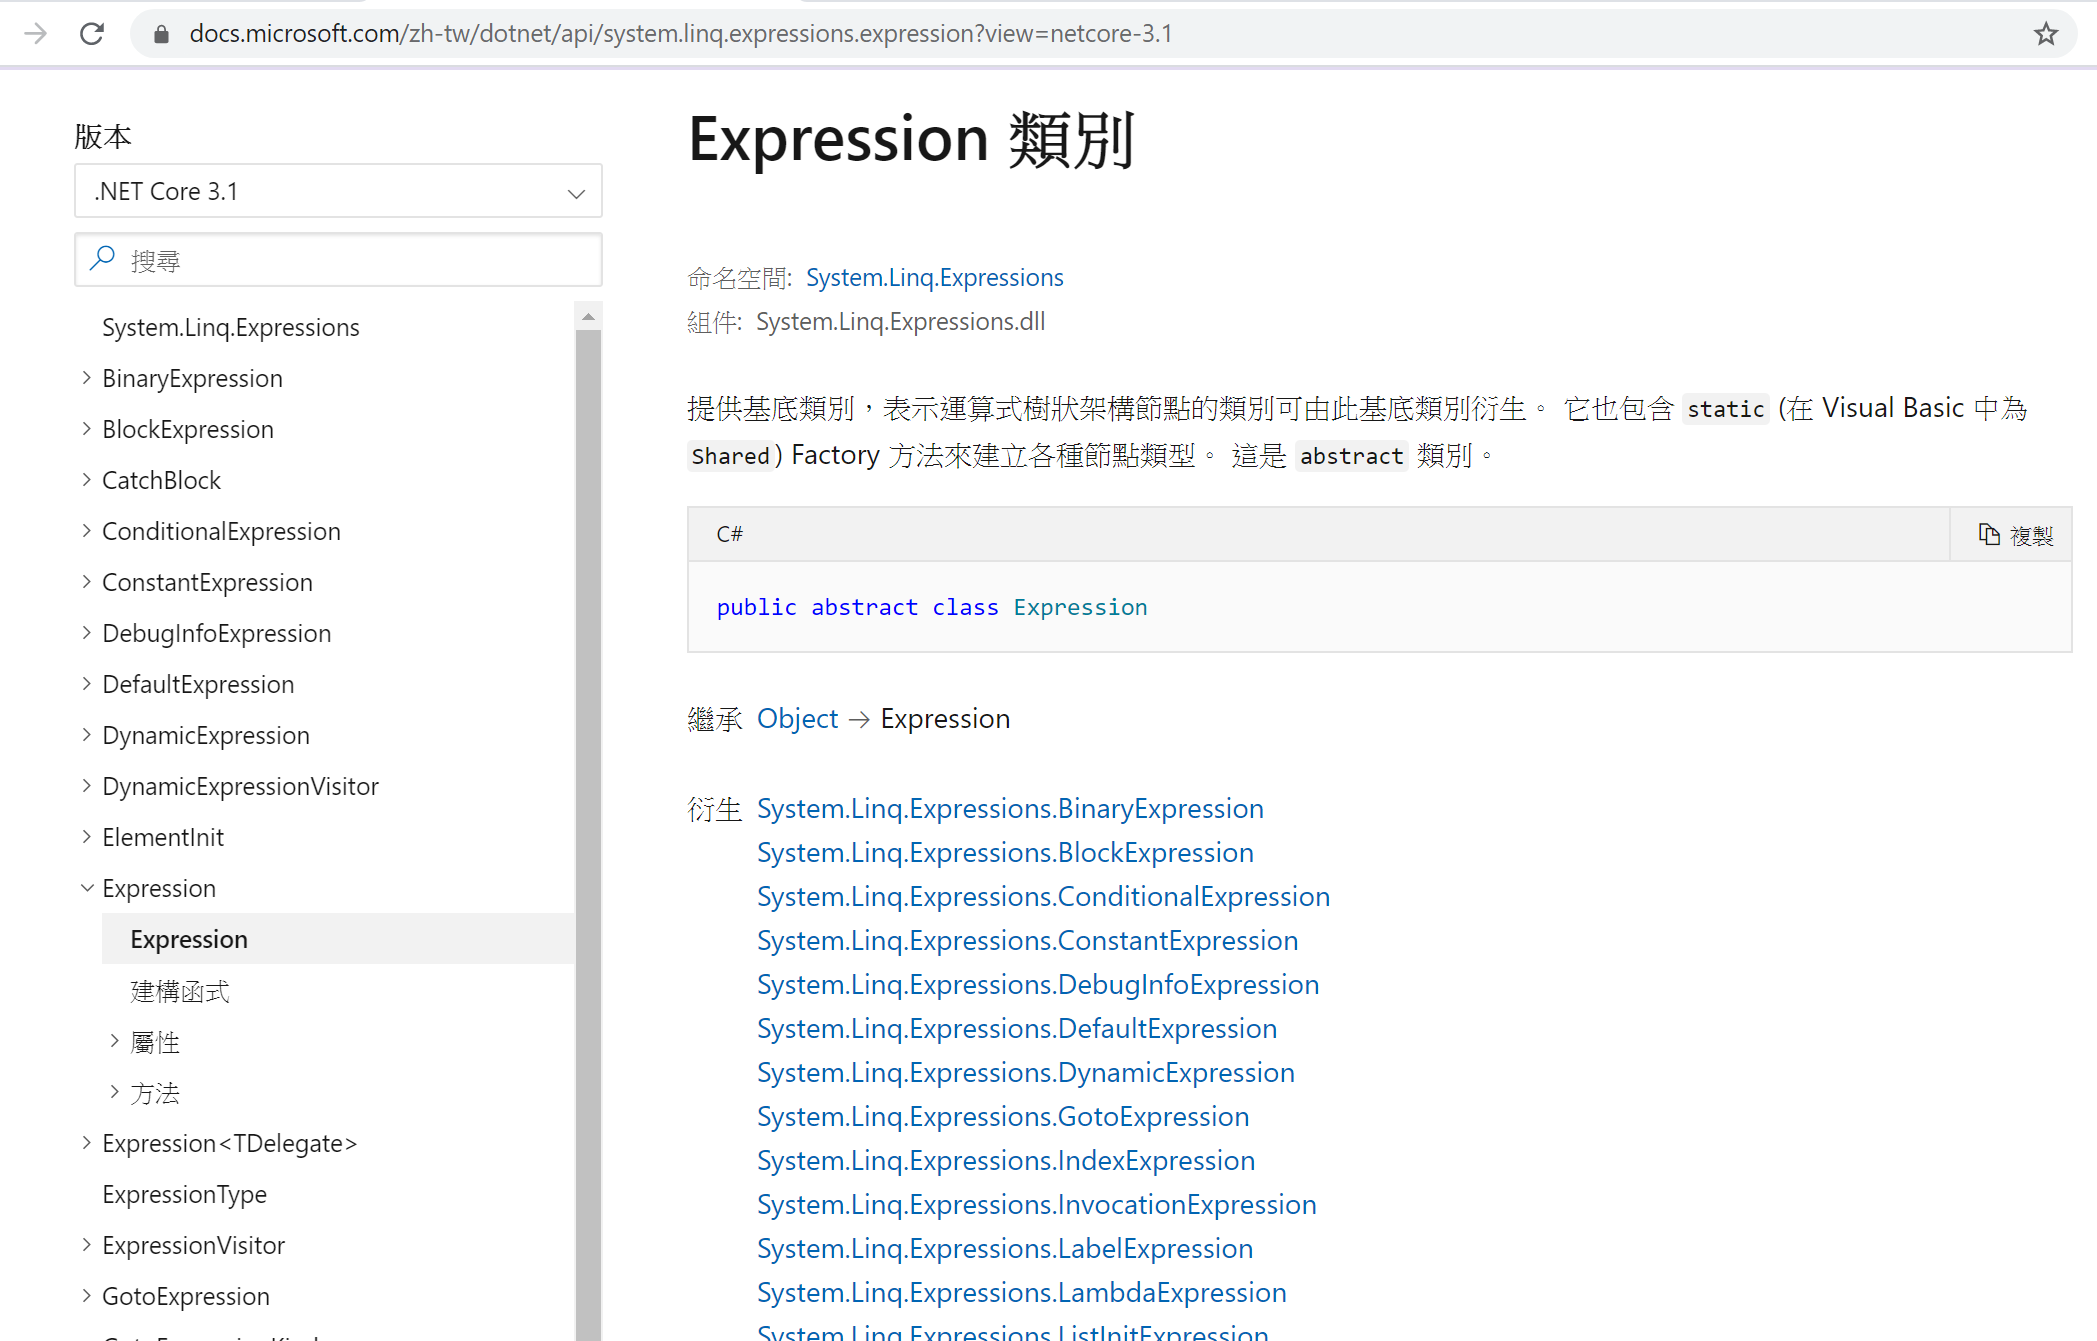 docs.microsoft.com/zh-tw/dotnet/api/system.linq.expressions.expression?view=netcore-3.1
版本
.NET Core 3.1
搜尋
System.Linq.Expressions
BinaryExpression
BlockExpression
CatchBlock
ConditionalExpression
ConstantExpression
DebugInfoExpression
DefaultExpression
DynamicExpression
DynamicExpressionVisitor
ElementInit
Expression
Expression
建構函式
屬性
方法
Expression<TDelegate>
ExpressionType
ExpressionVisitor
GotoExpression
Expression 類別
命名空間: System.Linq.Expressions
組件: System.Linq.Expressions.dll
提供基底類別，表示運算式樹狀架構節點的類別可由此基底類別衍生。 它也包含 static (在 Visual Basic 中為
Shared) Factory 方法來建立各種節點類型。 這是 abstract 類別。
C#
複製
public abstract class Expression
繼承 Object → Expression
衍生 System.Linq.Expressions.BinaryExpression
System.Linq.Expressions.BlockExpression
System.Linq.Expressions.ConditionalExpression
System.Linq.Expressions.ConstantExpression
System.Linq.Expressions.DebugInfoExpression
System.Linq.Expressions.DefaultExpression
System.Linq.Expressions.DynamicExpression
System.Linq.Expressions.GotoExpression
System.Linq.Expressions.IndexExpression
System.Linq.Expressions.InvocationExpression
System.Linq.Expressions.LabelExpression
System.Linq.Expressions.LambdaExpression
System.Linq.Expressions.ListInitExpression